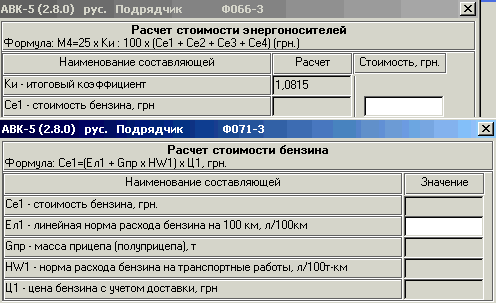 АВК-5 (2.8.0) рус. Подрядчик Ф066-3
Расчет стоимости энергоносителей
Формула: М4=25 х Ки : 100 х (Се1 + Се2 + Се3 + Се4) (грн.)
Наименование составляющей Расчет Стоимость, грн.
Ки - итоговый коэффициент 1,0815
Се1 - стоимость бензина, грн
АВК-5 (2.8.0) рус. Подрядчик Ф071-3
Расчет стоимости бензина
Формула: Се1=(Ел1 + Gпр х HW1) х Ц1, грн.
Наименование составляющей Значение
Се1 - стоимость бензина, грн.
Ел1 - линейная норма расхода бензина на 100 км, л/100км
Gпр - масса прицепа (полуприцепа), т
HW1 - норма расхода бензина на транспортные работы, л/100т-км
Ц1 - цена бензина с учетом доставки, грн